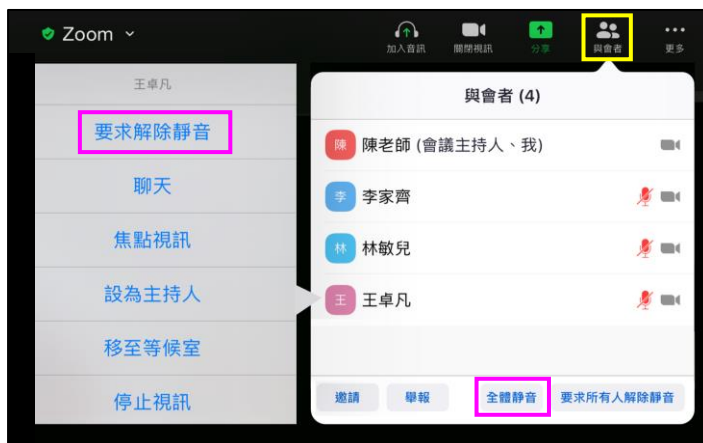 Zoom
加入音訊 關閉視訊 分享 與會者 更多
王卓凡
要求解除靜音
聊天
焦點視訊
設為主持人
移至等候室
停止視訊
與會者 (4)
陳 陳老師 (會議主持人、我)
李 李家齊
林 林敏兒
王 王卓凡
邀請 舉報 全體靜音 要求所有人解除靜音